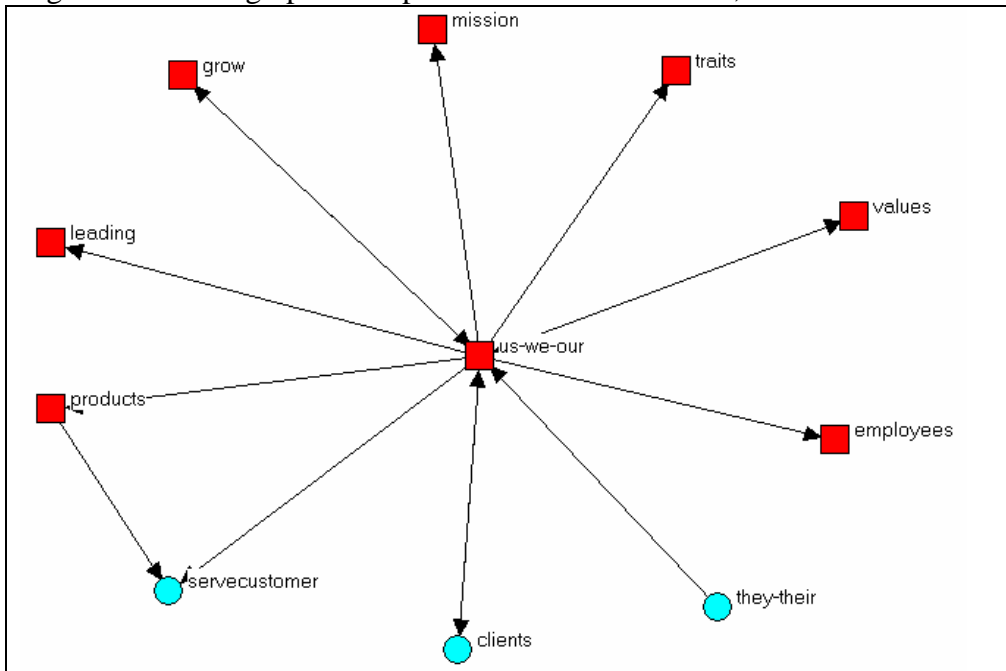 mission
grow
traits
values
leading
us-we-our
products
employees
servecustomer
they-their
clients